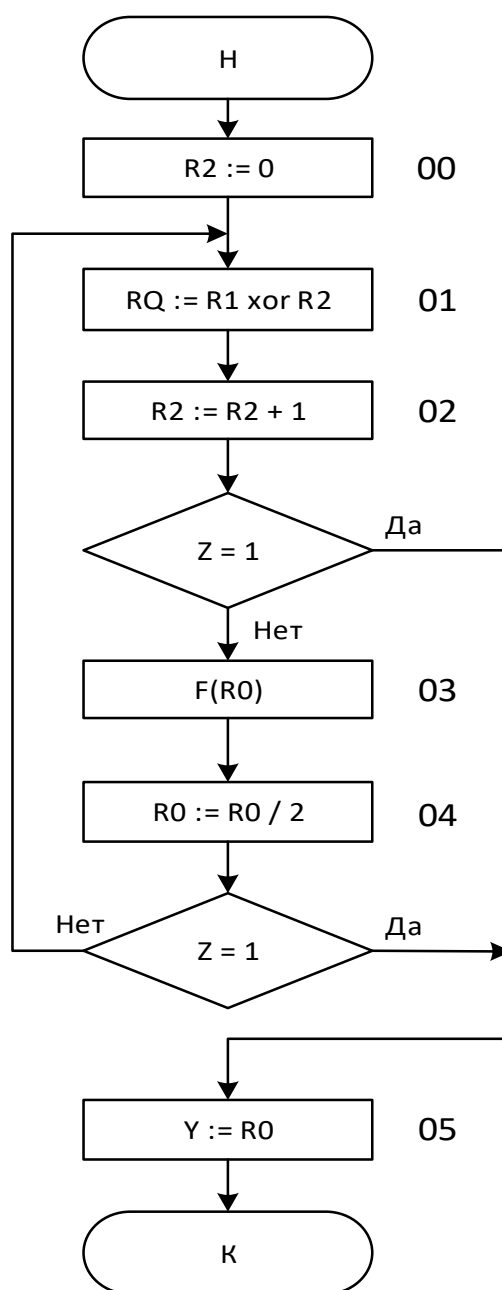 Н
R2 := 0 00
RQ := R1 xor R2 01
R2 := R2 + 1 02
Z = 1 Да
Нет
F(R0) 03
R0 := R0 / 2 04
Нет Z = 1 Да
Y := R0 05
К